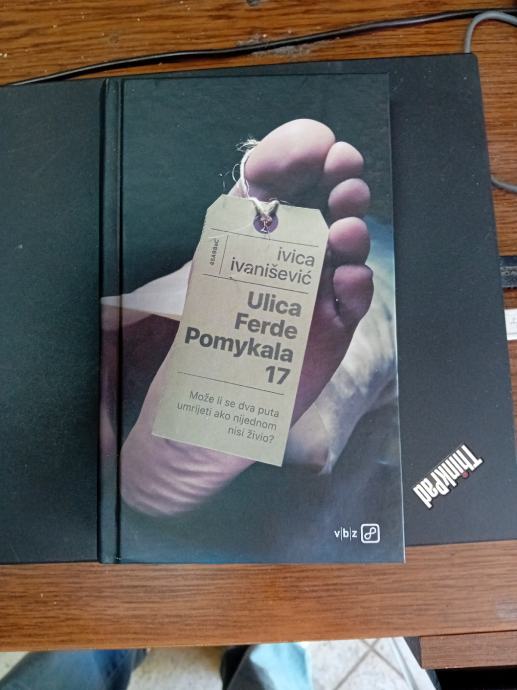 ivica
ivanišević
Ulica
Ferde
Pomykala
17
Može li se dva puta
umrijeti ako nijednom
nisi živio?
v|b|z
ThinkPad